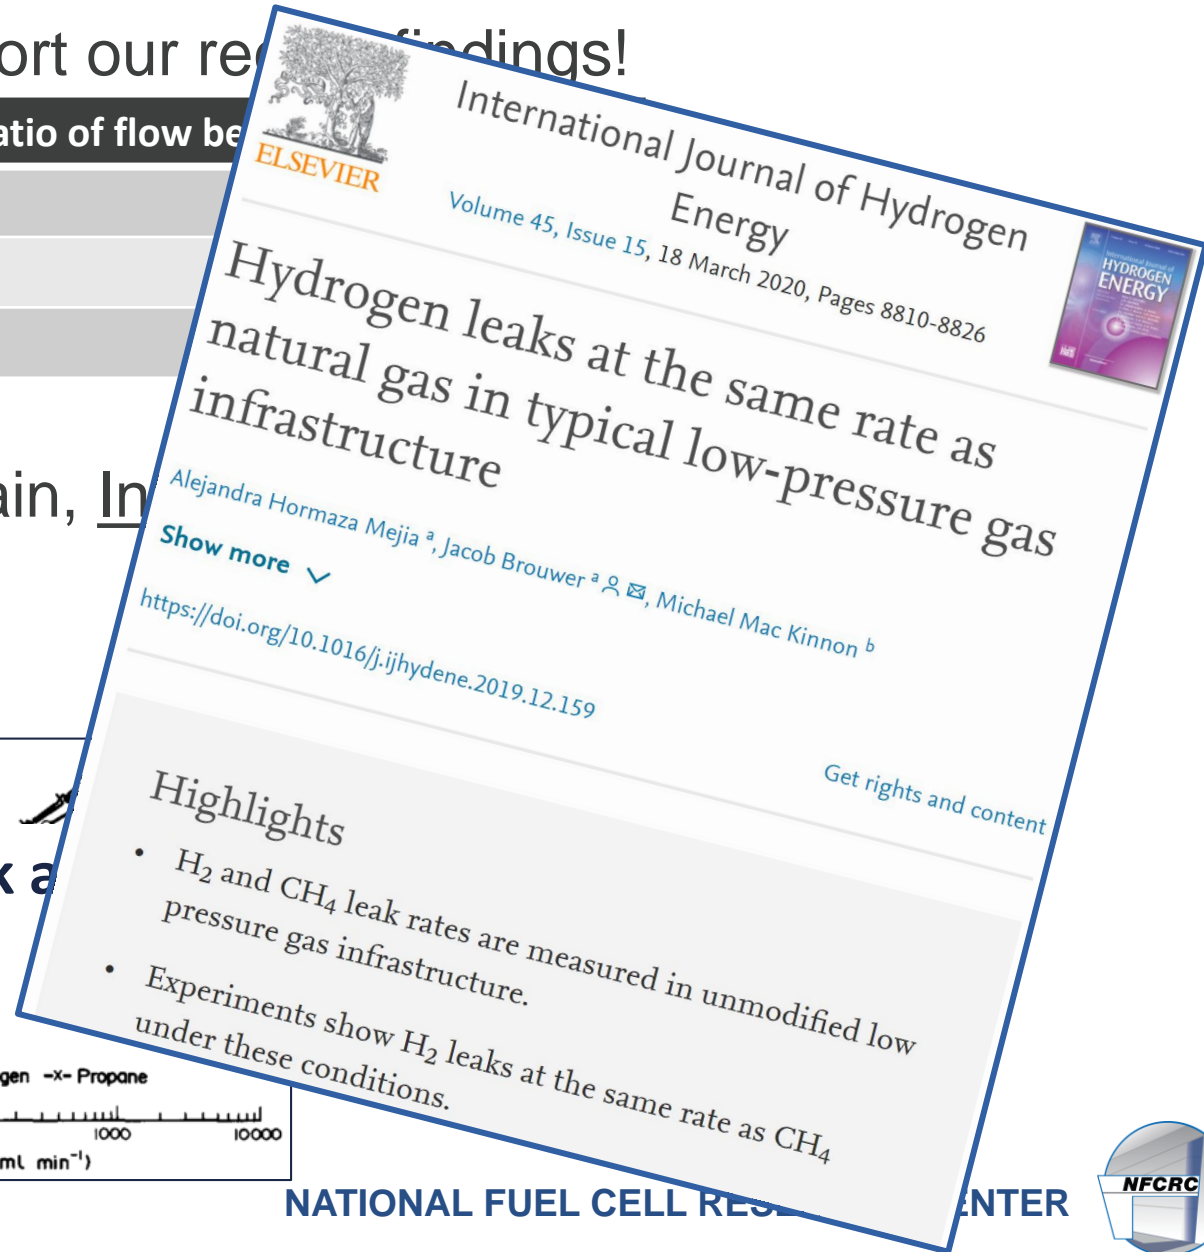 ort our re
findings!
atio of flow be
ELSEVIER
International Journal of Hydrogen
Energy
Volume 45, Issue 15, 18 March 2020, Pages 8810-8826
HYDROGEN
ENERGY
Hydrogen leaks at the same rate as
natural gas in typical low-pressure gas
infrastructure
ain, In
Alejandra Hormaza Mejia a, Jacob Brouwer a, Michael Mac Kinnon b
Show more
https://doi.org/10.1016/j.ijhydene.2019.12.159
Get rights and content
Highlights
k a
• H₂ and CH₄ leak rates are measured in unmodified low
pressure gas infrastructure.
• Experiments show H₂ leaks at the same rate as CH₄
under these conditions.
gen -x- Propane
1000 10000
ml min⁻¹)
NATIONAL FUEL CELL RESE ENTER
NFCRC